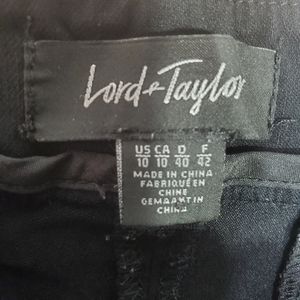 Lord + Taylor
US CA D F
10 10 40 42
MADE IN CHINA
FABRIQUÉ EN
CHINE
GEMAAKT IN
CHINA